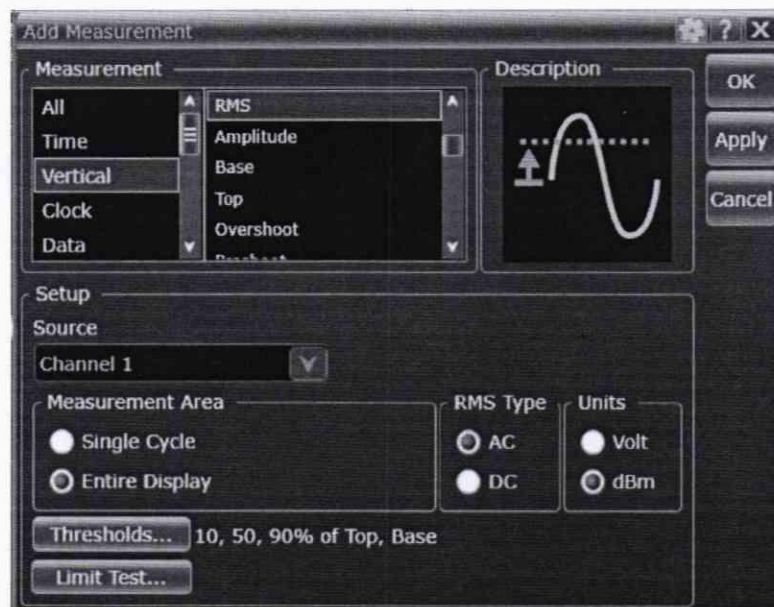 Add Measurement
?
X
Measurement
All
Time
Vertical
Clock
Data
RMS
Amplitude
Base
Top
Overshoot
Description
OK
Apply
Cancel
Setup
Source
Channel 1
Measurement Area
Single Cycle
Entire Display
RMS Type
AC
DC
Units
Volt
dBm
Thresholds...
10, 50, 90% of Top, Base
Limit Test...